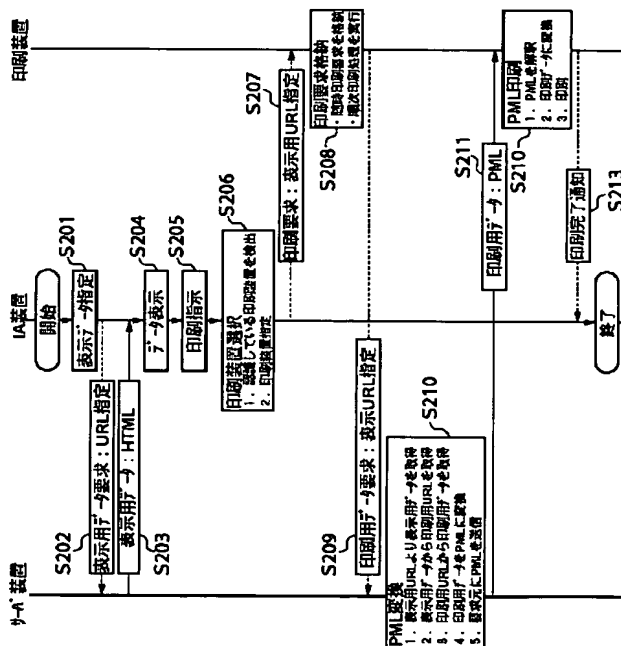 サーバ装置
IA装置
印刷装置
開始
S201
表示データ指定
S202
表示用データ要求：URL指定
S203
表示用データ：HTML
S204
データ表示
S205
印刷指示
S206
印刷装置選択
1. 認識している印刷装置を検出
2. 印刷装置指定
S207
印刷要求：表示用URL指定
S208
印刷要求格納
・随時印刷要求を格納
・順次印刷処理を実行
S209
印刷用データ要求：表示URL指定
S210
PML変換
1. 表示用URLより表示用データを取得
2. 表示用データから印刷用URLを取得
3. 印刷用URLから印刷用データを取得
4. 印刷用データをPMLに変換
5. 要求元にPMLを送信
S211
印刷用データ：PML
S210
PML印刷
1. PMLを解釈
2. 印刷データに変換
3. 印刷
S213
印刷完了通知
終了